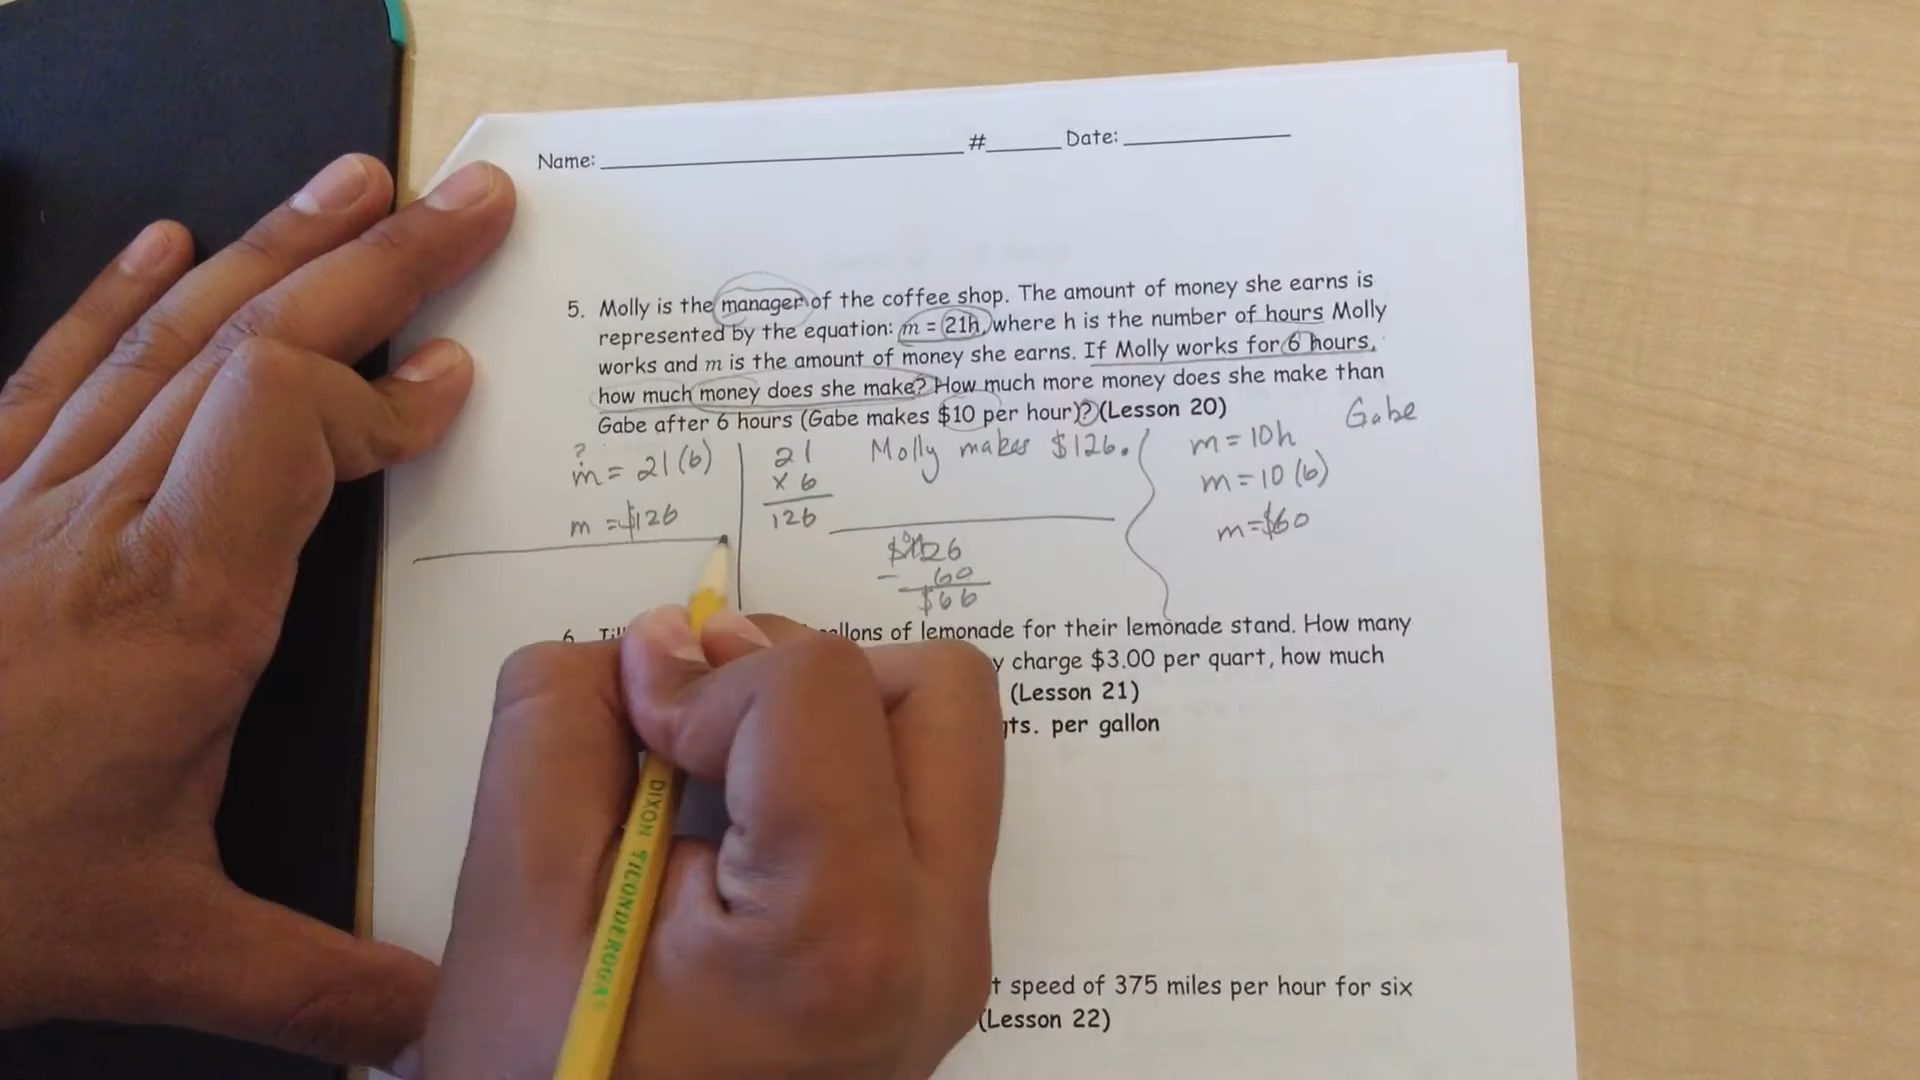 Name: # Date:
5. Molly is the manager of the coffee shop. The amount of money she earns is
represented by the equation: m = 21h, where h is the number of hours Molly
works and m is the amount of money she earns. If Molly works for 6 hours,
how much money does she make? How much more money does she make than
Gabe after 6 hours (Gabe makes $10 per hour)? (Lesson 20)
?
m = 21(6)
m = $126
21
x 6
126
Molly makes $126.
$126
- 60
$66
Gabe
m = 10h
m = 10(6)
m = $60
6. gallons of lemonade for their lemonade stand. How many
charge $3.00 per quart, how much
(Lesson 21)
qts. per gallon
speed of 375 miles per hour for six
(Lesson 22)
DIXON TICONDEROGA